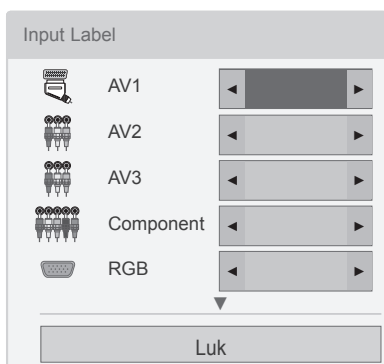 Input Label
AV1
AV2
AV3
Component
RGB
Luk